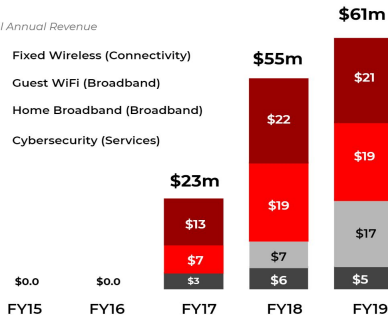 $61m
l Annual Revenue
Fixed Wireless (Connectivity)
$55m
Guest WiFi (Broadband)
$21
Home Broadband (Broadband)
$22
Cybersecurity (Services)
$19
$23m
$19
$13
$17
$7
$7
$0.0
$0.0
$3
$6
$5
FY15
FY16
FY17
FY18
FY19